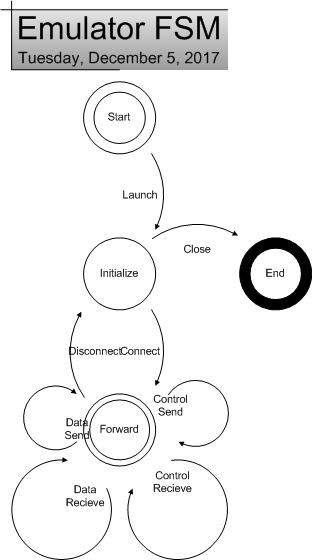 Emulator FSM
Tuesday, December 5, 2017
Start
Launch
Close
Initialize
End
Disconnect
Connect
Control
Send
Data
Send
Forward
Data
Recieve
Control
Recieve